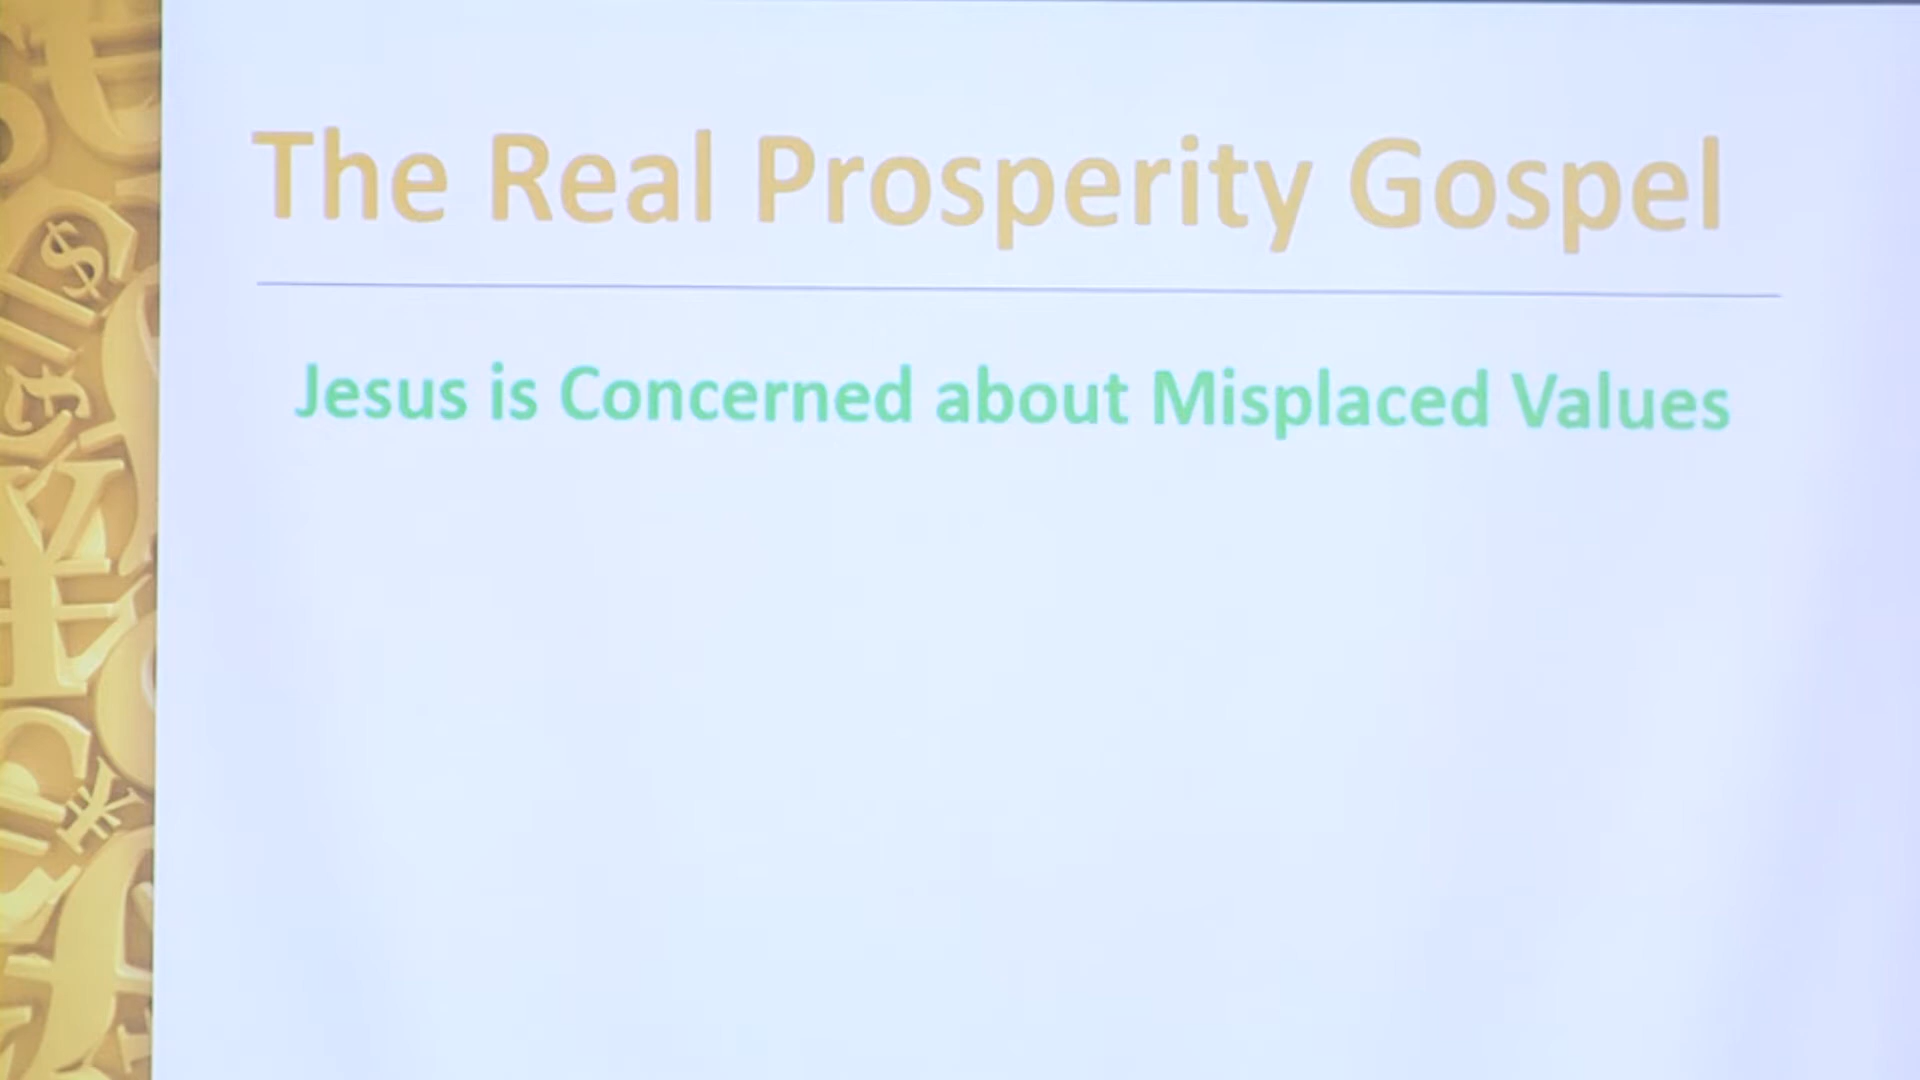 The Real Prosperity Gospel
Jesus is Concerned about Misplaced Values